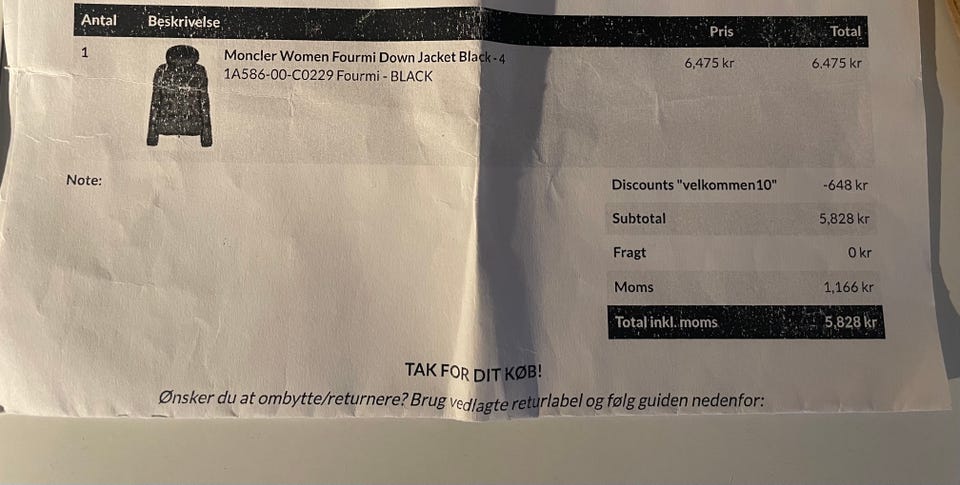 Antal Beskrivelse Pris Total
1 Moncler Women Fourmi Down Jacket Black - 4 6,475 kr 6,475 kr
1A586-00-C0229 Fourmi - BLACK
Note:
Discounts "velkommen10" -648 kr
Subtotal 5,828 kr
Fragt 0 kr
Moms 1,166 kr
Total inkl. moms 5,828 kr
TAK FOR DIT KØB!
Ønsker du at ombytte/returnere? Brug vedlagte returlabel og følg guiden nedenfor: